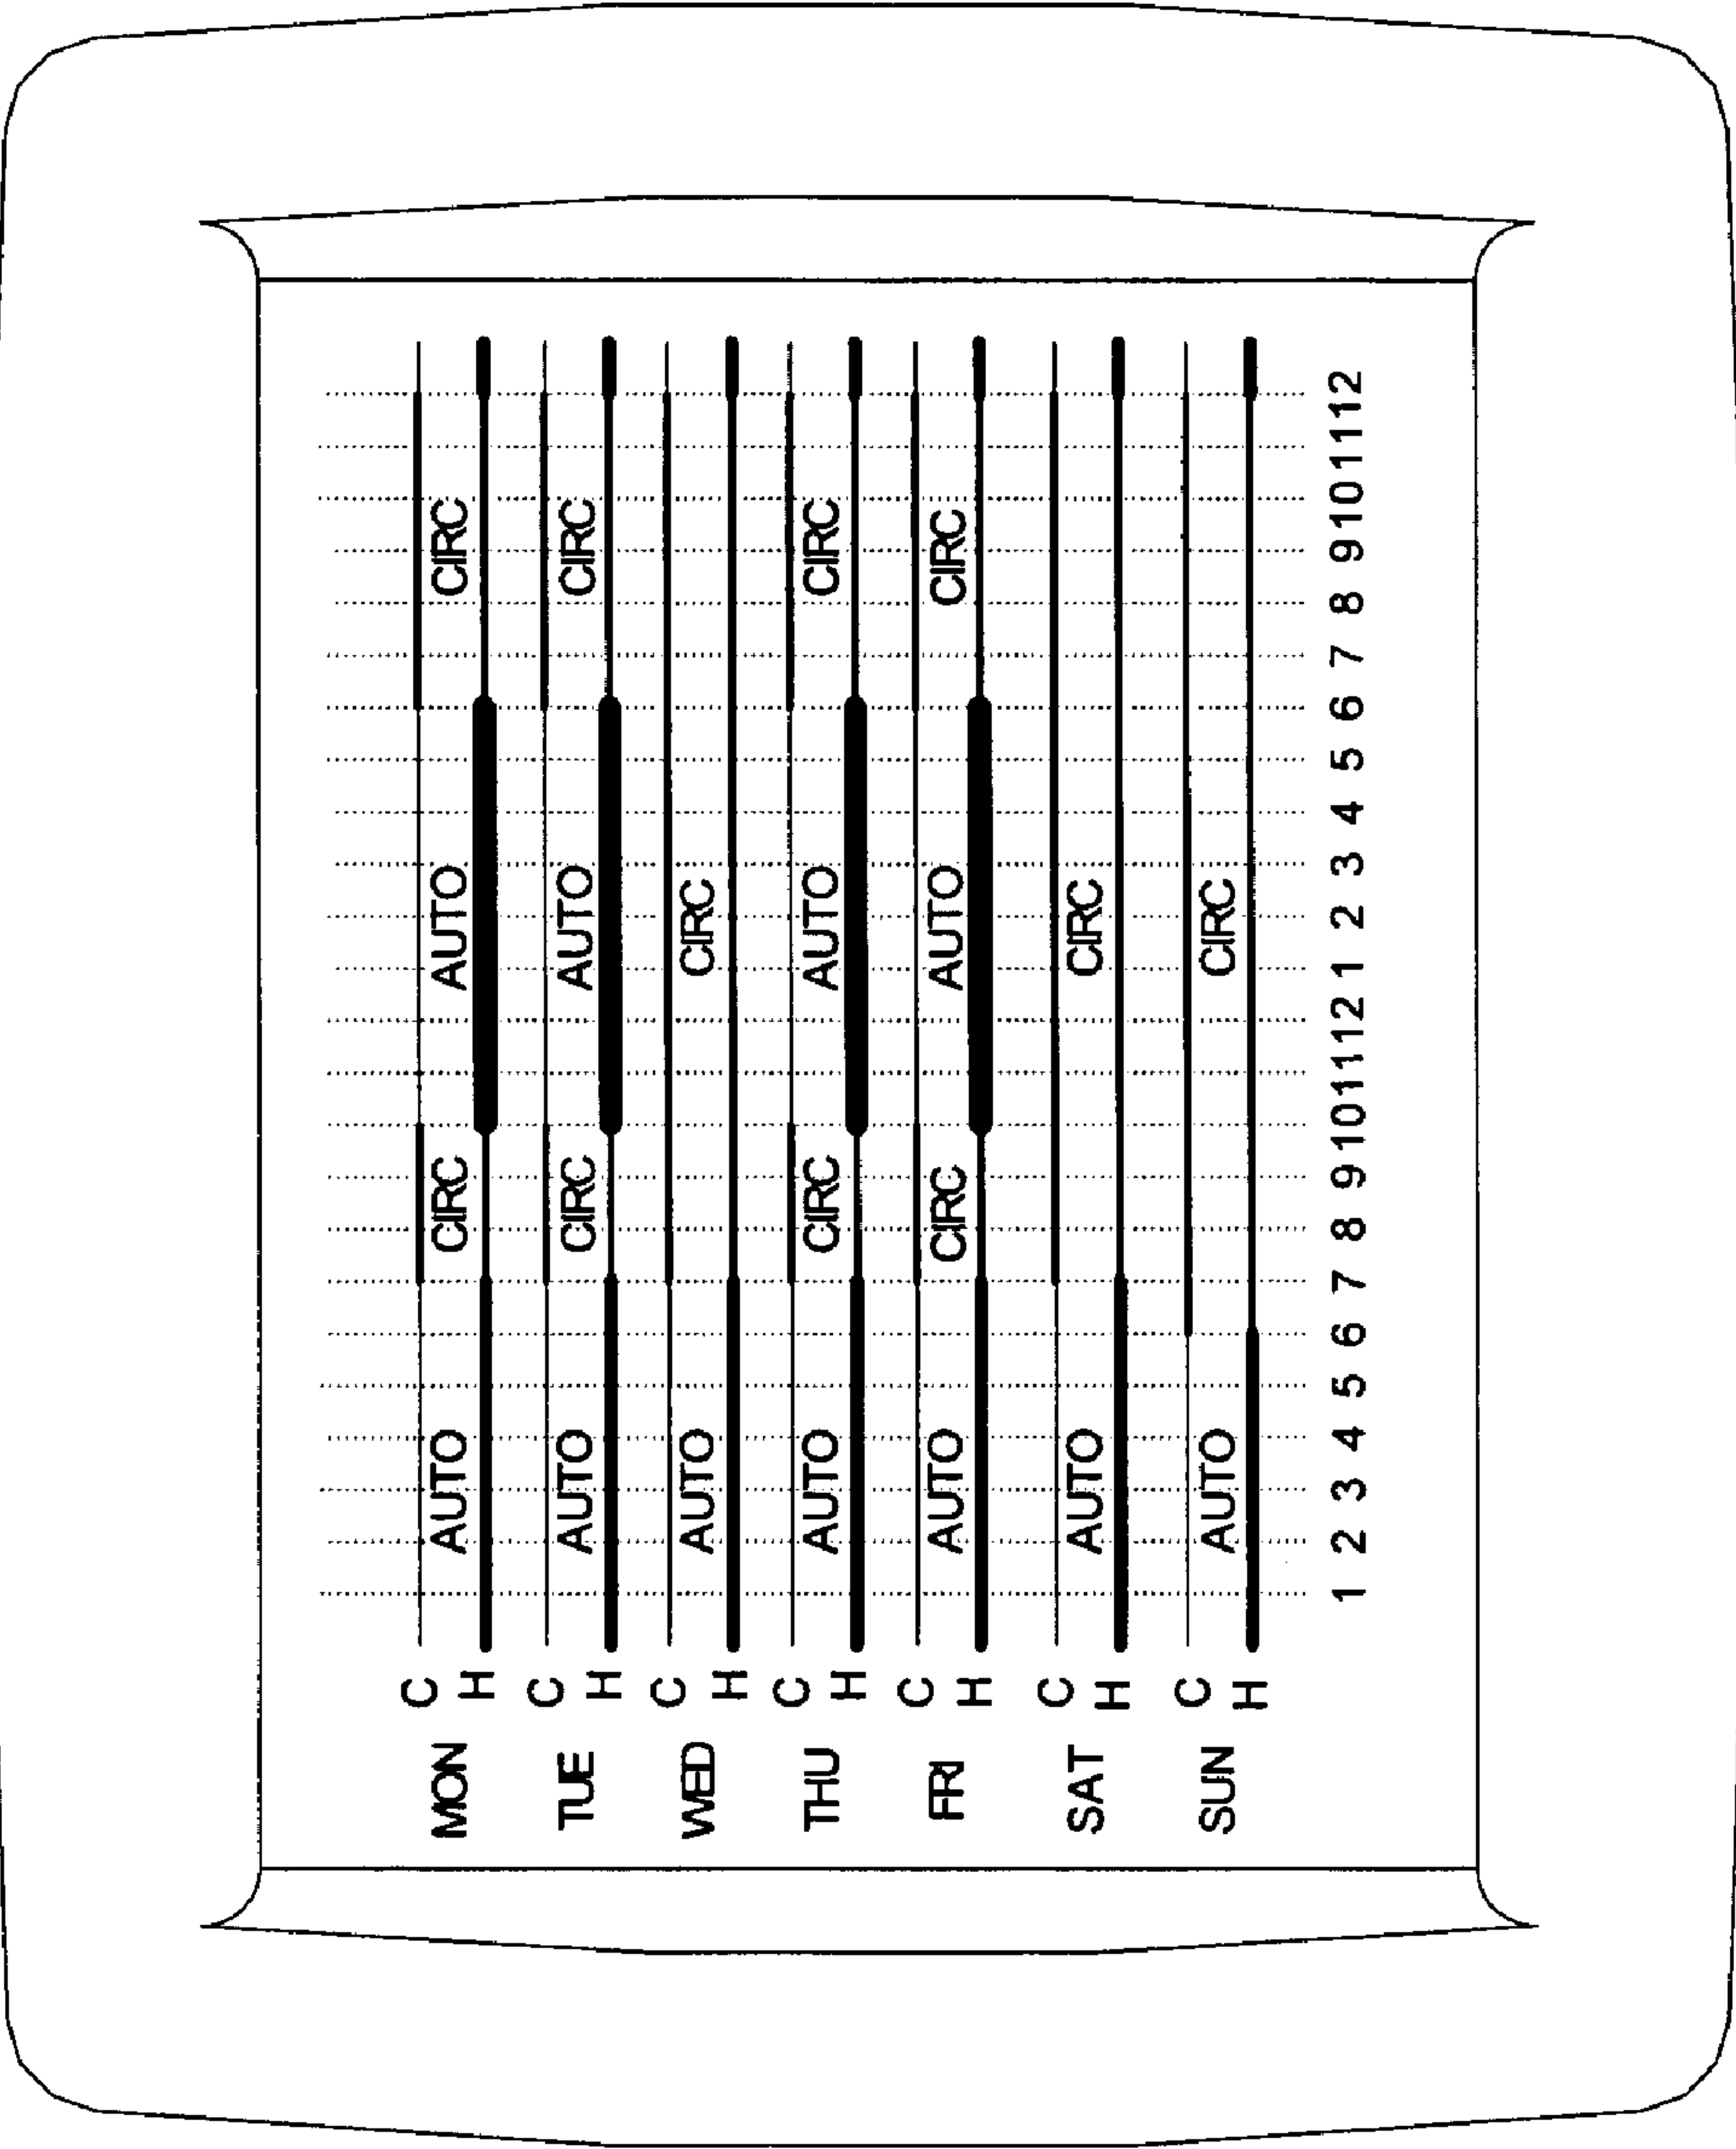 MON C AUTO CIRC AUTO CIRC
H
TUE C AUTO CIRC AUTO CIRC
H
WED C AUTO CIRC
H
THU C AUTO CIRC AUTO CIRC
H
FRI C AUTO CIRC AUTO CIRC
H
SAT C AUTO CIRC
H
SUN C AUTO CIRC
H
1 2 3 4 5 6 7 8 9 10 11 12 1 2 3 4 5 6 7 8 9 10 11 12